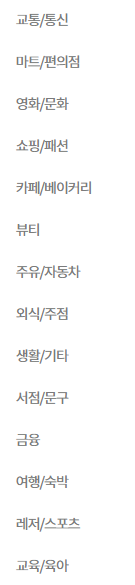 교통/통신
마트/편의점
영화/문화
쇼핑/패션
카페/베이커리
뷰티
주유/자동차
외식/주점
생활/기타
서점/문구
금융
여행/숙박
레저/스포츠
교육/육아